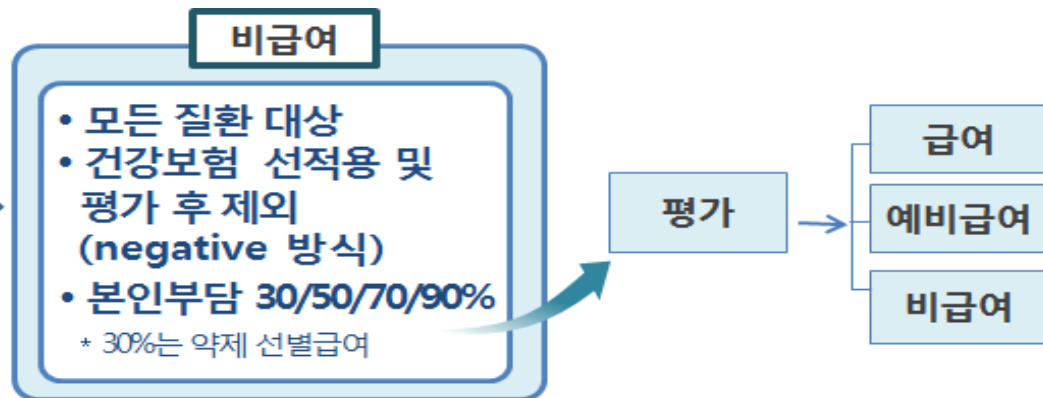 비급여
• 모든 질환 대상
• 건강보험 선적용 및
평가 후 제외
(negative 방식)
• 본인부담 30/50/70/90%
* 30%는 약제 선별급여
평가
급여
예비급여
비급여